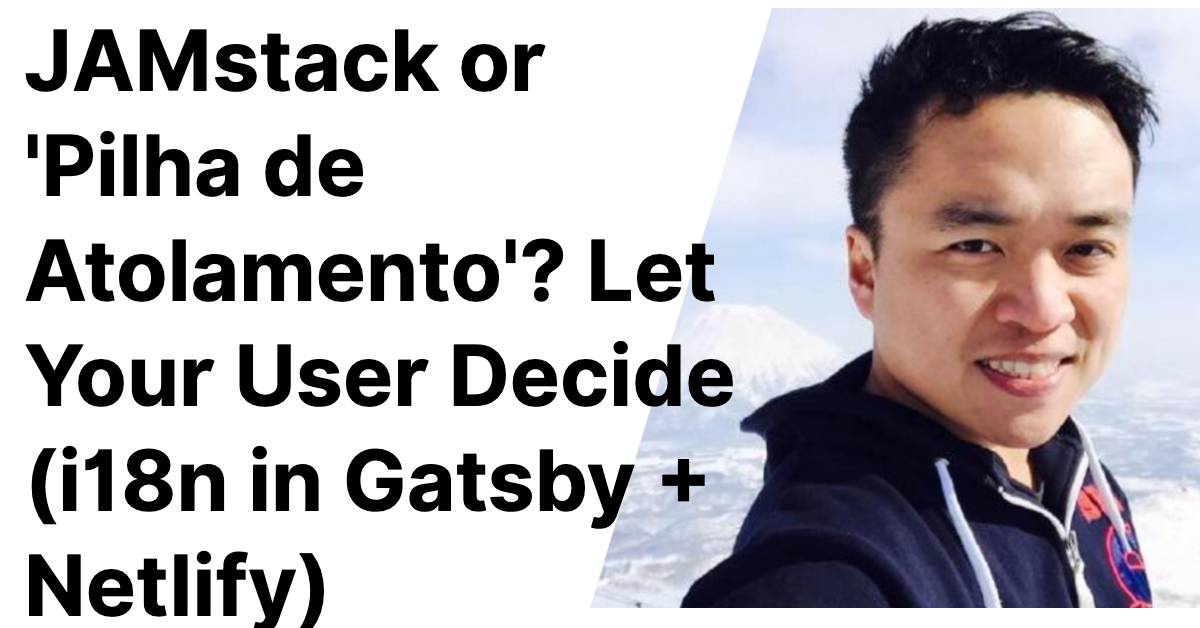 JAMstack or
'Pilha de
Atolamento'? Let
Your User Decide
(i18n in Gatsby +
Netlify)